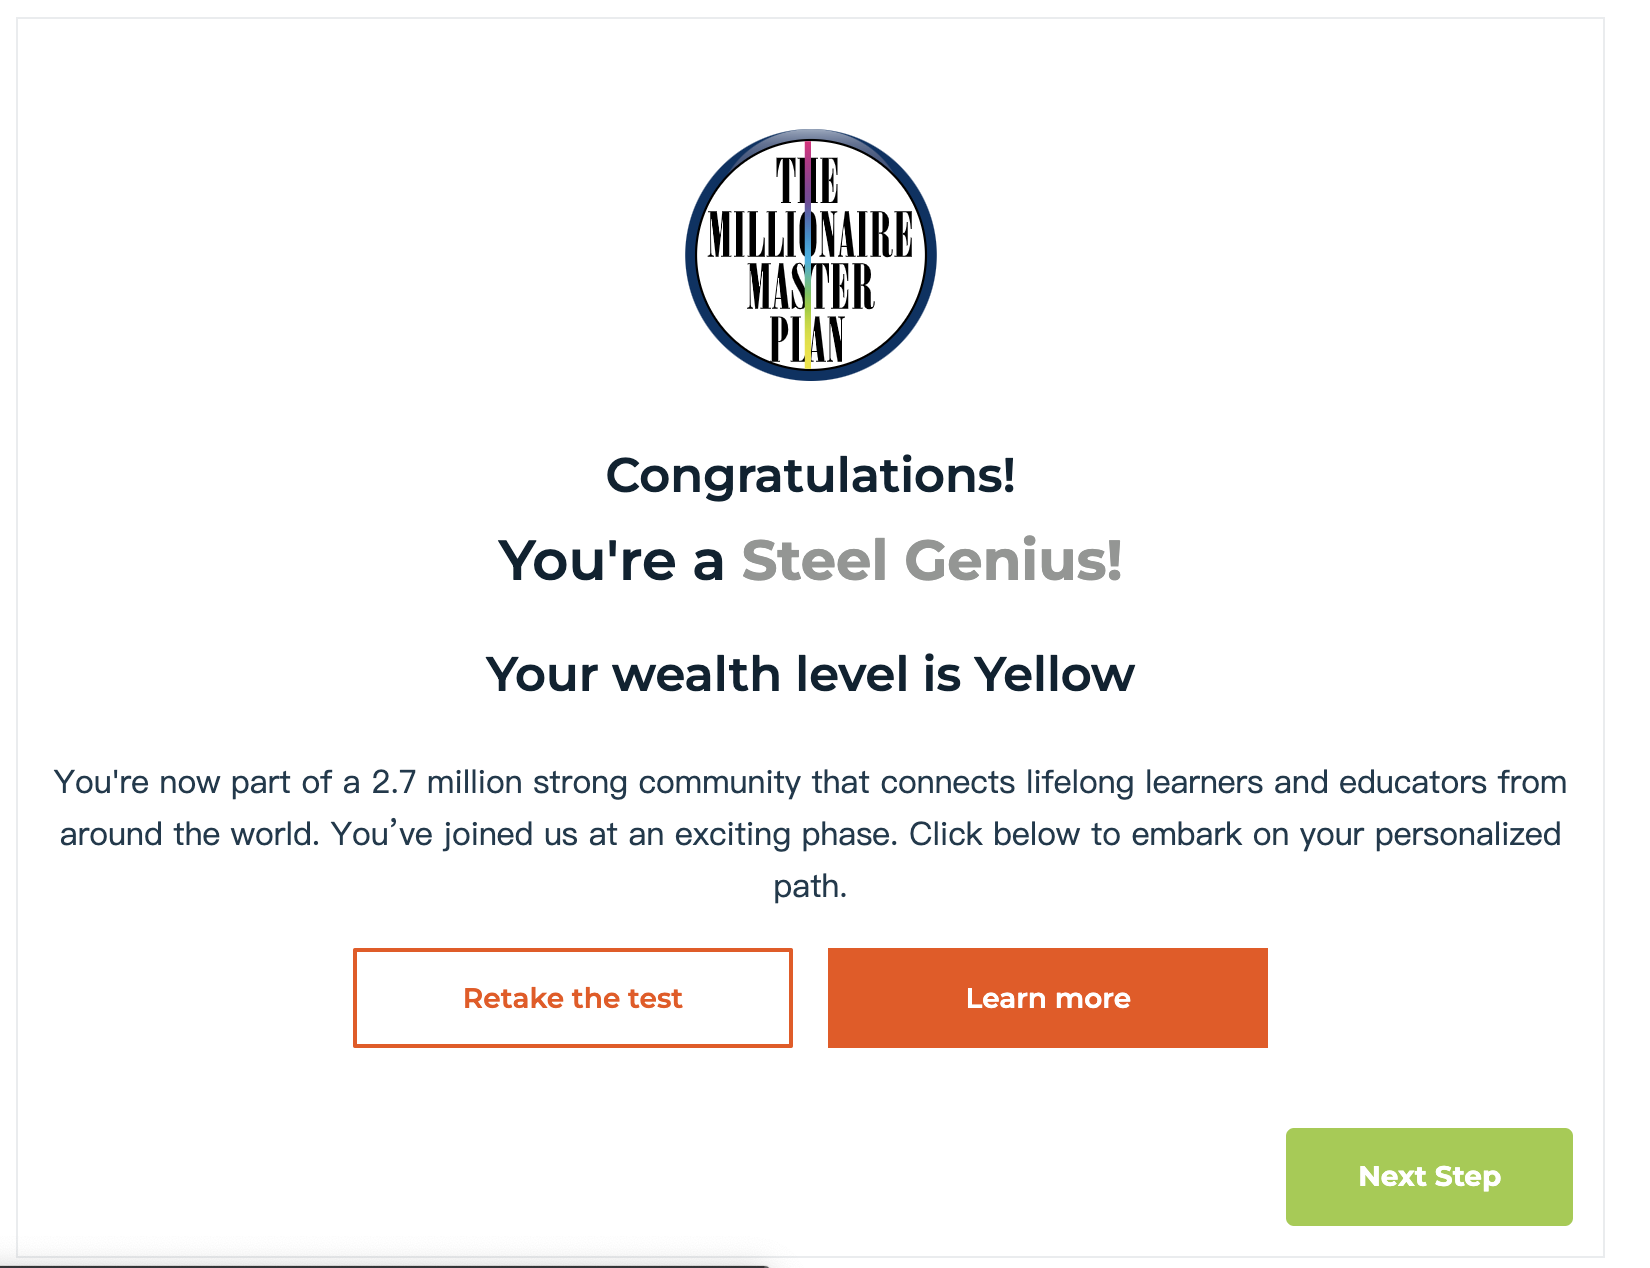 THE
MILLIONAIRE
MASTER
PLAN
Congratulations!
You're a Steel Genius!
Your wealth level is Yellow
You're now part of a 2.7 million strong community that connects lifelong learners and educators from
around the world. You’ve joined us at an exciting phase. Click below to embark on your personalized
path.
Retake the test
Learn more
Next Step